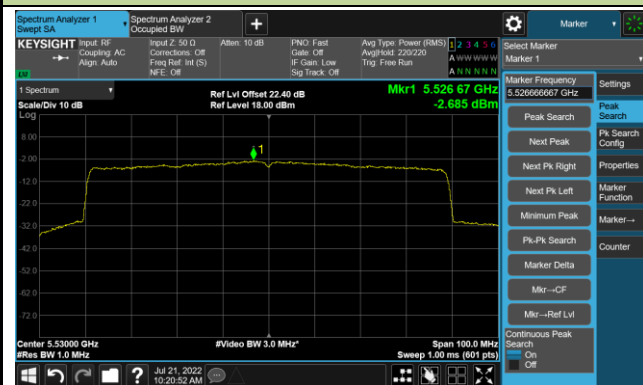 Spectrum Analyzer 1
Swept SA
Spectrum Analyzer 2
Occupied BW
+
Marker
KEYSIGHT
Input: RF
Coupling: AC
Align: Auto
Input Z: 50 Ω
Corrections: Off
Freq Ref: Int (S)
NFE: Off
Atten: 10 dB
PNO: Fast
Gate: Off
IF Gain: Low
Sig Track: Off
Avg Type: Power (RMS)
Avg|Hold: 220/220
Trig: Free Run
1 2 3 4 5 6
A W W W W W
A N N N N N
Select Marker
Marker 1
1 Spectrum
Scale/Div 10 dB
Log
Ref Lvl Offset 22.40 dB
Ref Level 18.00 dBm
Mkr1 5.526 67 GHz
-2.685 dBm
8.00
-2.00
-12.0
-22.0
-32.0
-42.0
-52.0
-62.0
-72.0
1
Center 5.53000 GHz
#Res BW 1.0 MHz
#Video BW 3.0 MHz*
Span 100.0 MHz
Sweep 1.00 ms (601 pts)
Marker Frequency
5.526666667 GHz
Peak Search
Next Peak
Next Pk Right
Next Pk Left
Minimum Peak
Pk-Pk Search
Marker Delta
Mkr→CF
Mkr→Ref Lvl
Continuous Peak
Search
On
Off
Settings
Peak
Search
Pk Search
Config
Properties
Marker
Function
Marker→
Counter
?
Jul 21, 2022
10:20:52 AM